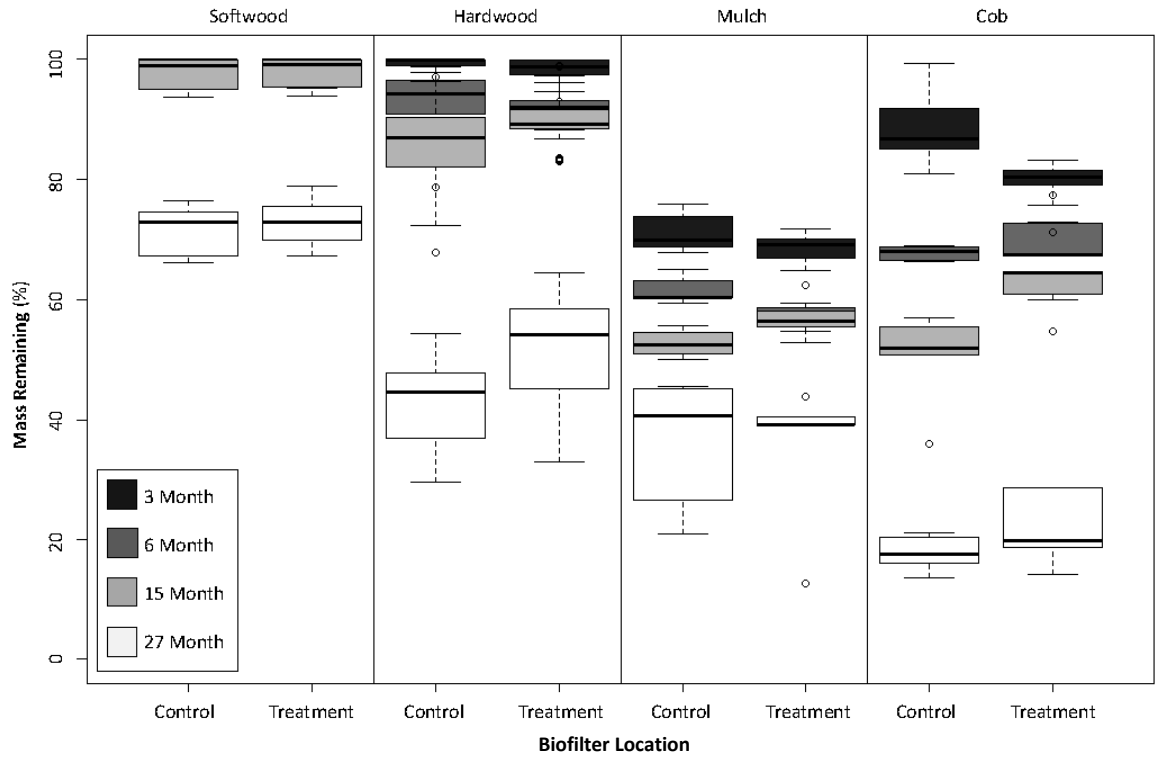 Softwood Hardwood Mulch Cob
100
80
60
40
20
0
Mass Remaining (%)
3 Month
6 Month
15 Month
27 Month
Control Treatment Control Treatment Control Treatment Control Treatment
Biofilter Location